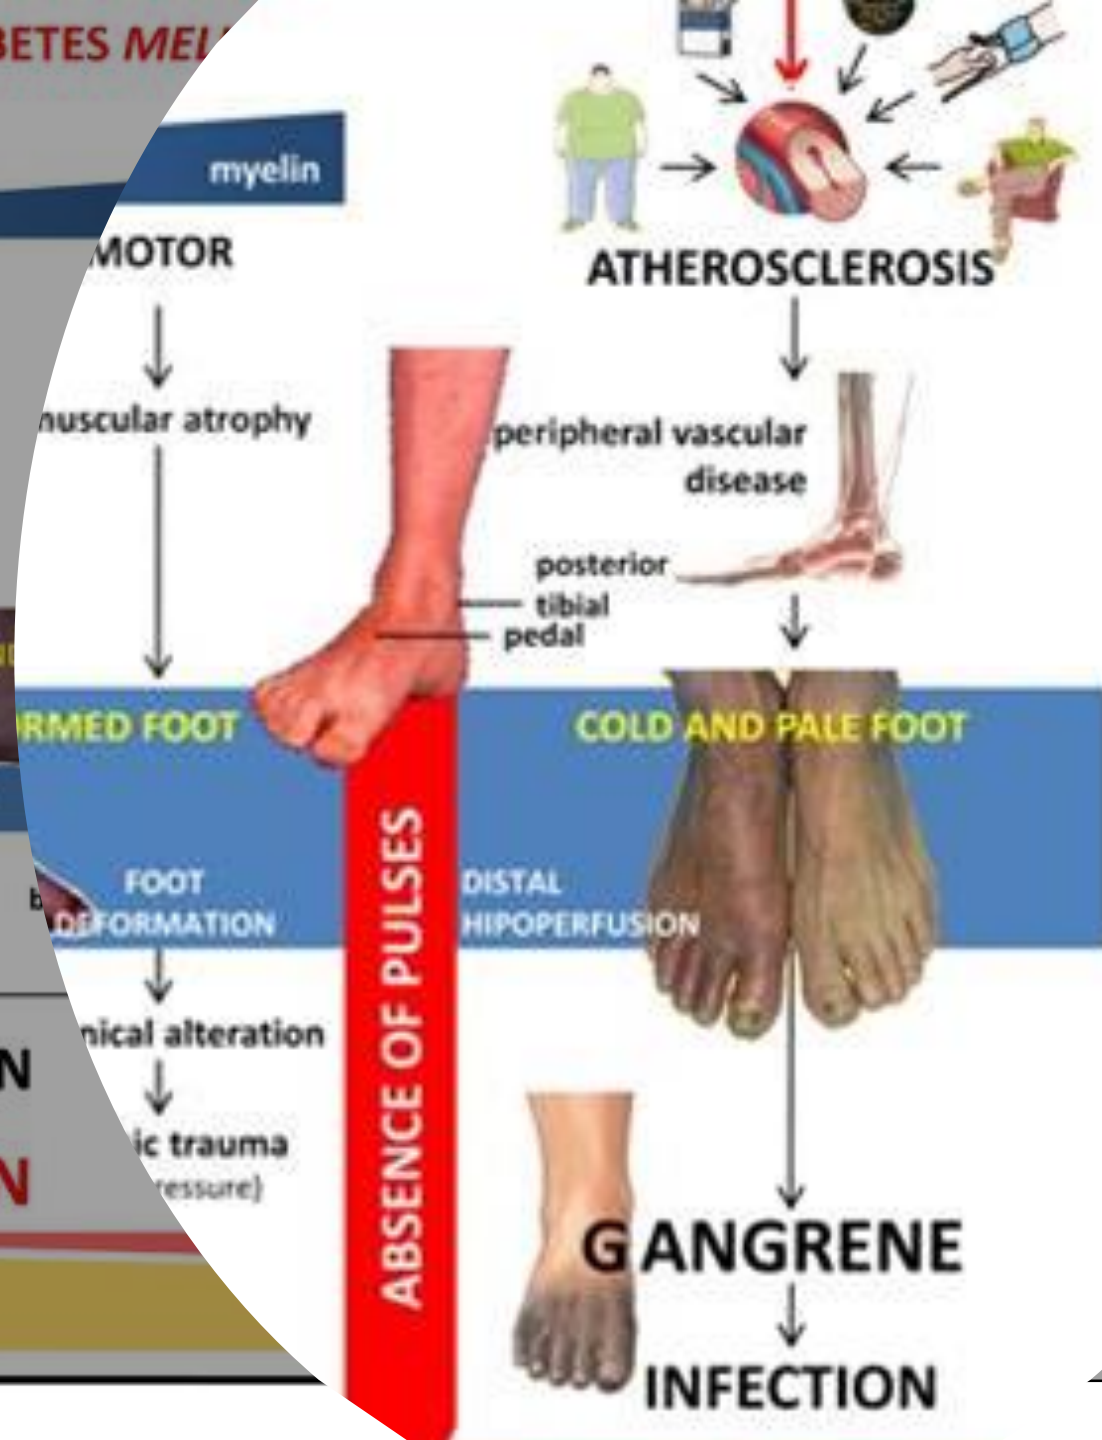 BETES MEL
myelin
MOTOR
muscular atrophy
RMED FOOT
FOOT
DEFORMATION
nical alteration
ic trauma
ressure)
b
N
N
ABSENCE OF PULSES
ATHEROSCLEROSIS
peripheral vascular
disease
posterior
tibial
pedal
COLD AND PALE FOOT
DISTAL
HIPOPERFUSION
GANGRENE
INFECTION